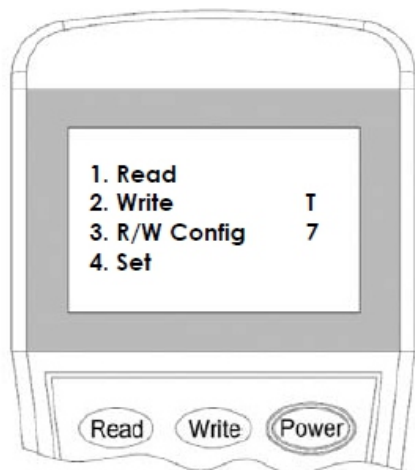 1. Read
2. Write T
3. R/W Config 7
4. Set
Read Write Power